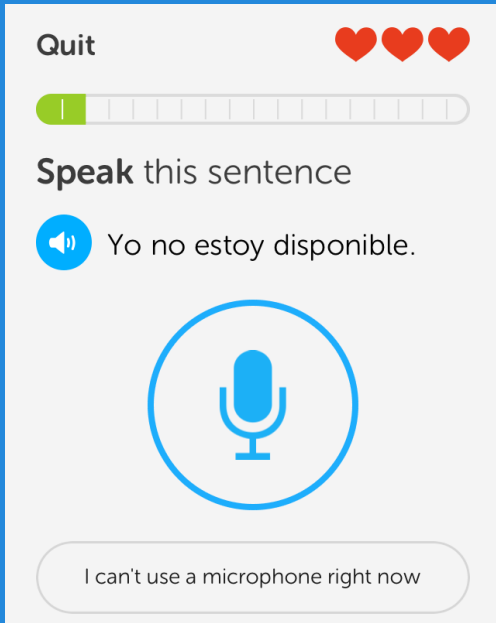 Quit
Speak this sentence
Yo no estoy disponible.
I can't use a microphone right now